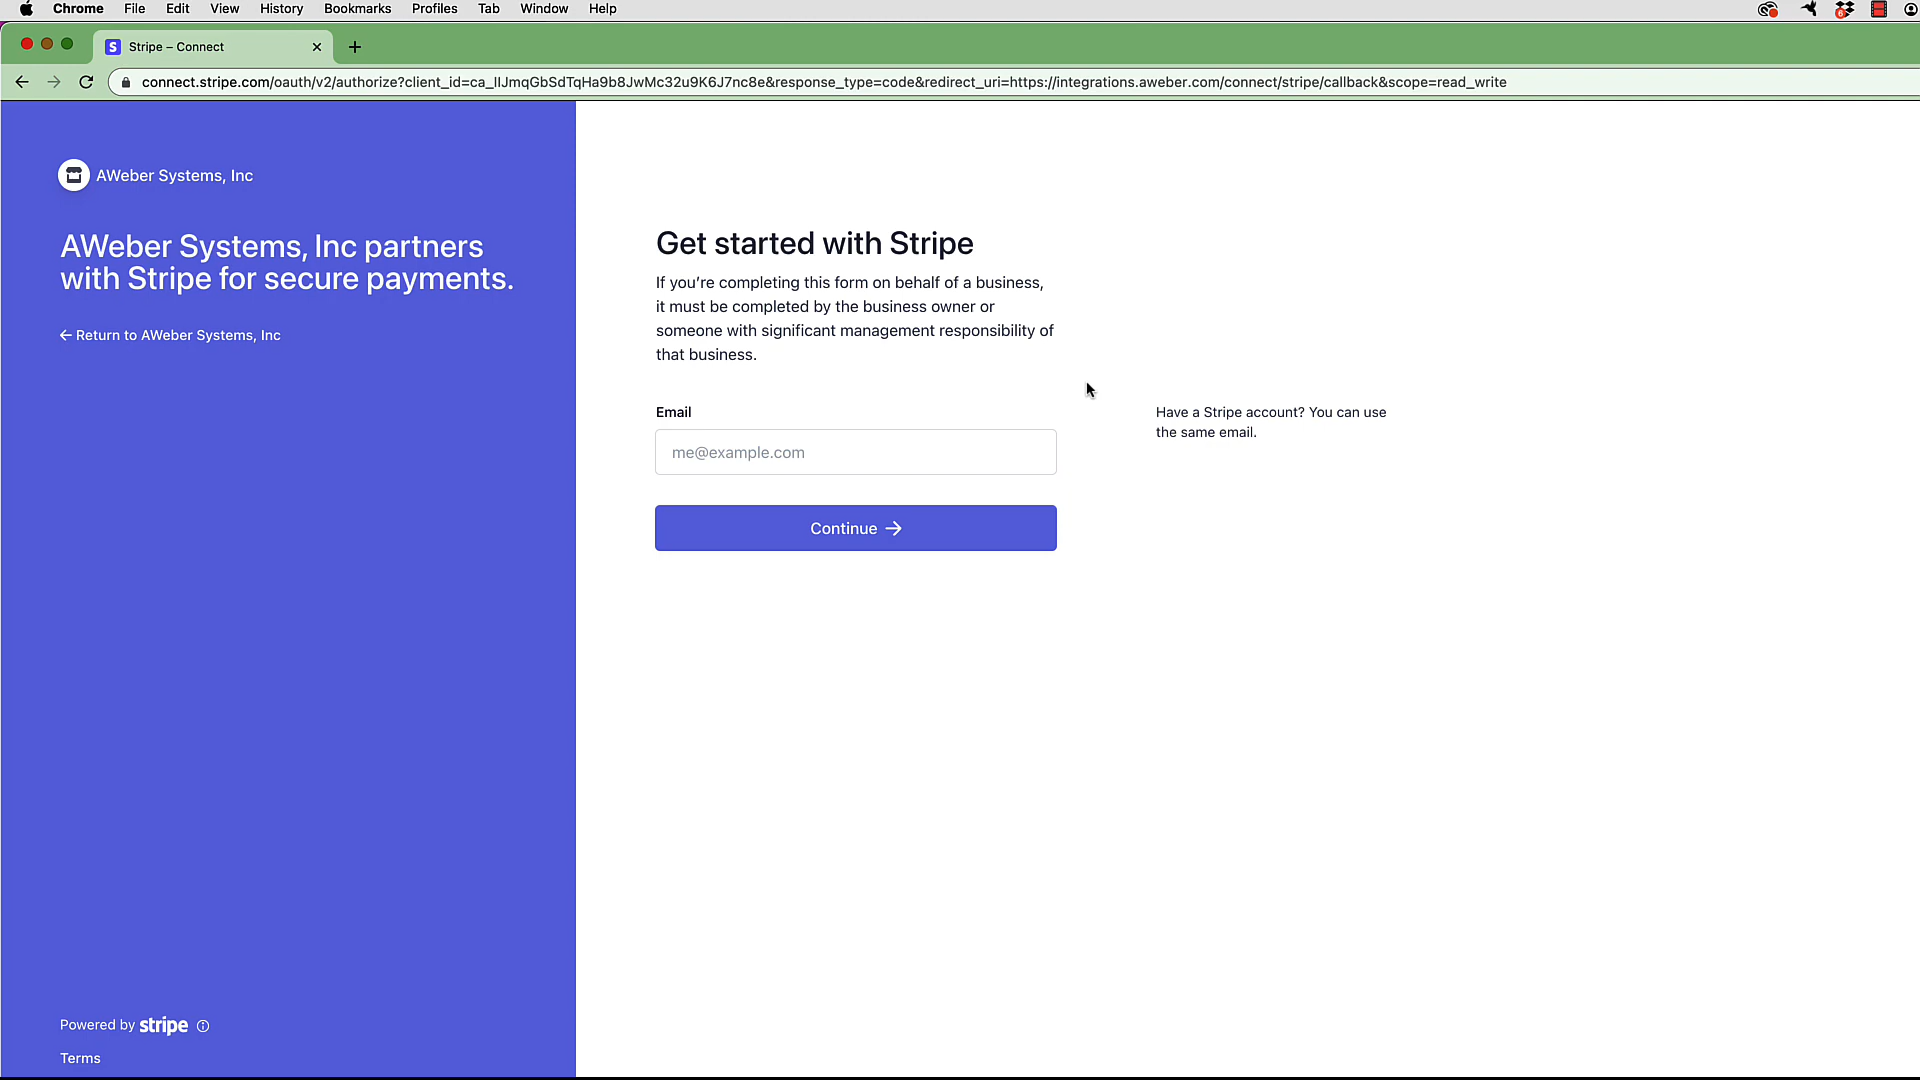 Chrome File Edit View History Bookmarks Profiles Tab Window Help
6
S Stripe – Connect
connect.stripe.com/oauth/v2/authorize?client_id=ca_IlJmqGbSdTqHa9b8JwMc32u9K6J7nc8e&response_type=code&redirect_uri=https://integrations.aweber.com/connect/stripe/callback&scope=read_write
AWeber Systems, Inc
AWeber Systems, Inc partners
with Stripe for secure payments.
← Return to AWeber Systems, Inc
Get started with Stripe
If you’re completing this form on behalf of a business,
it must be completed by the business owner or
someone with significant management responsibility of
that business.
Email
me@example.com
Continue →
Have a Stripe account? You can use
the same email.
Powered by stripe
Terms